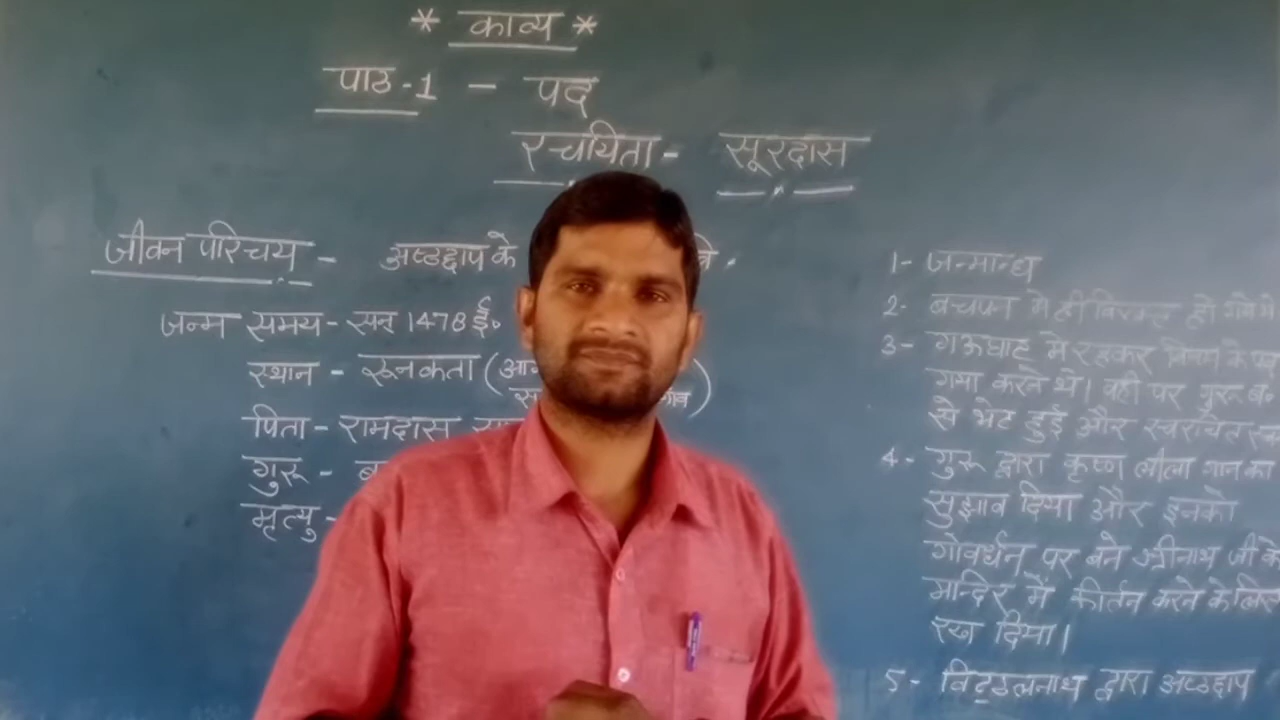 * काव्य *
पाठ-1 - पद
रचयिता - सूरदास
जीवन परिचय - अष्टछाप के
जन्म समय - सन् 1478 ई०
स्थान - रुनकता (
पिता - रामदास
गुरू -
मृत्यु -
1- जन्मान्ध
2- बचपन में ही विरक्त हो
3- गऊघाट में रहकर विनय के पद
गाया करते थे। वहीं पर गुरू
से भेंट हुई और स्वरचित
4- गुरू द्वारा कृष्ण लीला गान का
सुझाव दिया और इनको
गोवर्धन पर बने श्रीनाथ जी के
मन्दिर में कीर्तन करने के लिए
रख दिया।
5- विट्ठलनाथ द्वारा अष्टछाप